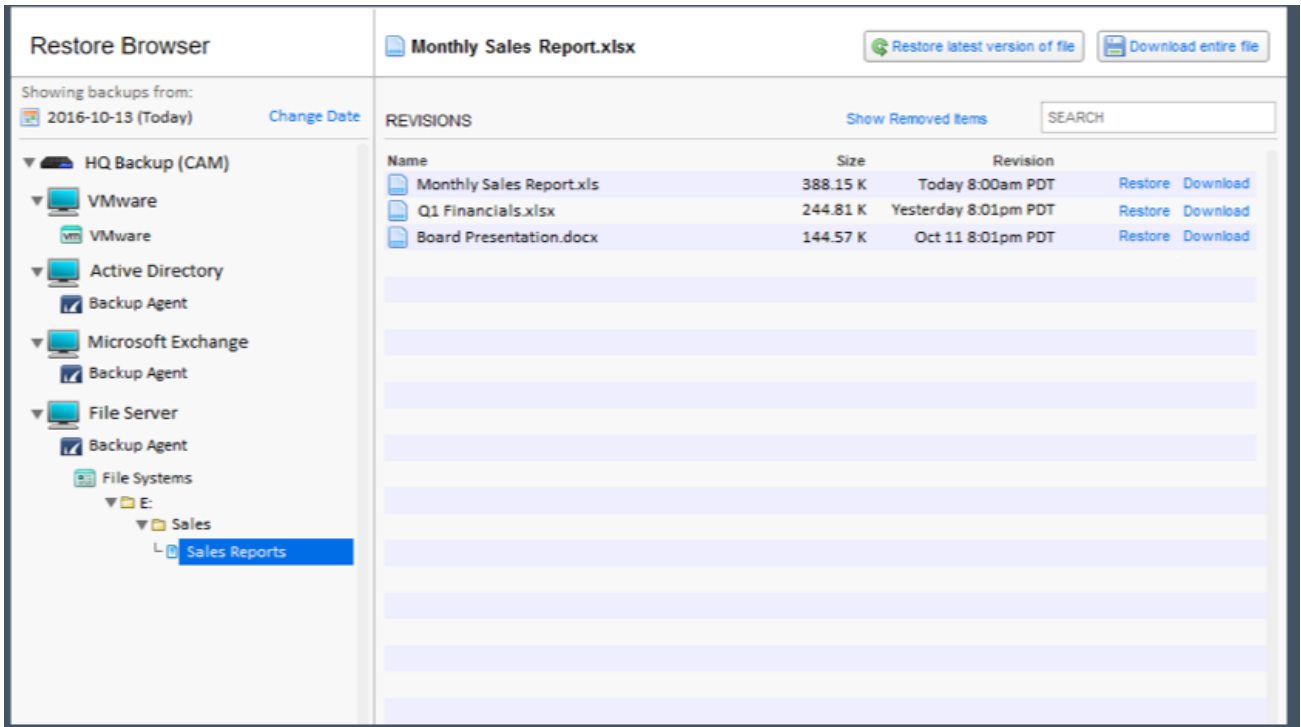 Restore Browser
Monthly Sales Report.xlsx
Restore latest version of file
Download entire file
Showing backups from:
2016-10-13 (Today)
Change Date
HQ Backup (CAM)
VMware
vm VMware
Active Directory
Backup Agent
Microsoft Exchange
Backup Agent
File Server
Backup Agent
File Systems
E:
Sales
Sales Reports
REVISIONS
Show Removed Items
SEARCH
Name Size Revision
Monthly Sales Report.xls 388.15 K Today 8:00am PDT Restore Download
Q1 Financials.xlsx 244.81 K Yesterday 8:01pm PDT Restore Download
Board Presentation.docx 144.57 K Oct 11 8:01pm PDT Restore Download